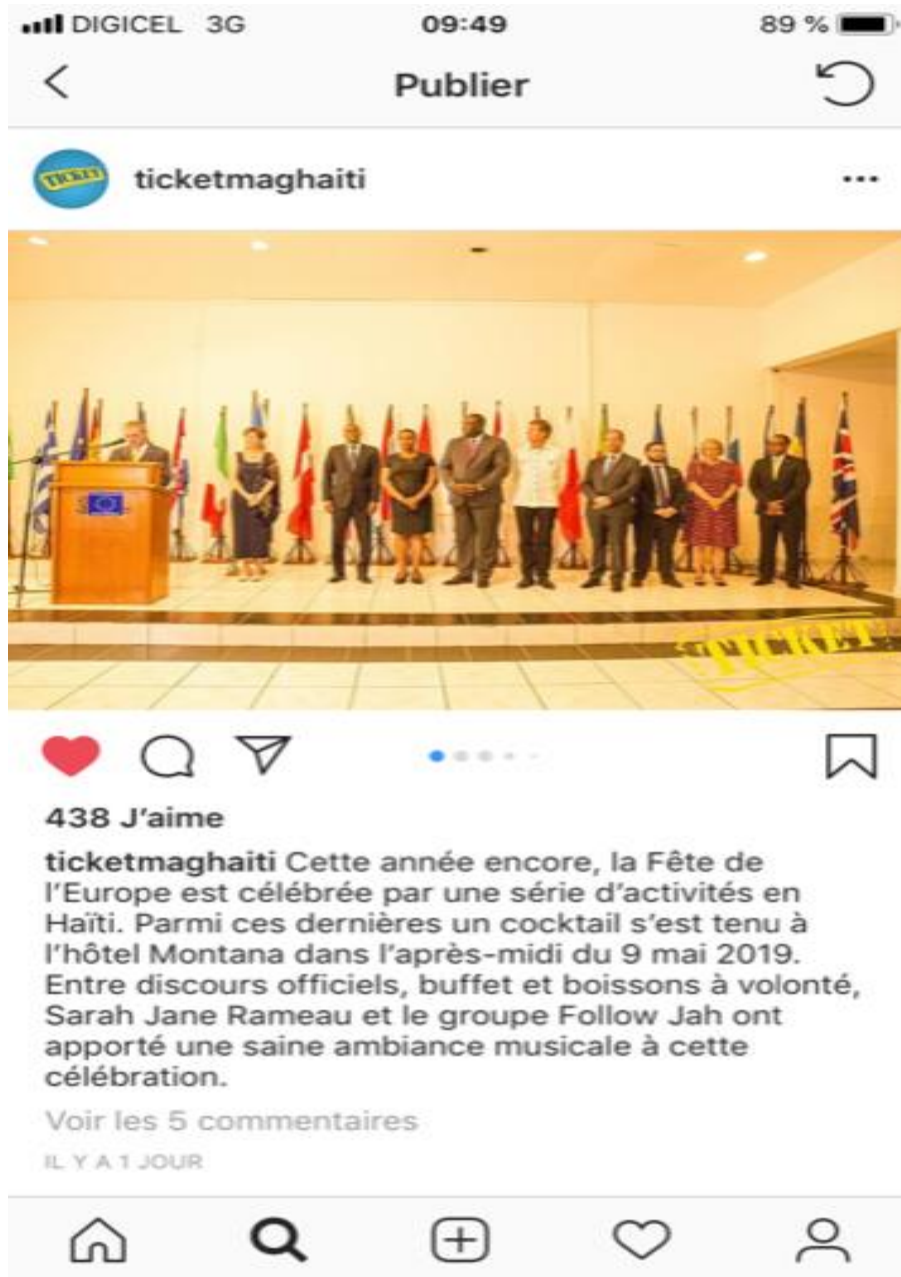 DIGICEL 3G 09:49 89 %
Publier
TICKET
ticketmaghaiti
TICKET
438 J'aime
ticketmaghaiti Cette année encore, la Fête de
l'Europe est célébrée par une série d'activités en
Haïti. Parmi ces dernières un cocktail s'est tenu à
l'hôtel Montana dans l'après-midi du 9 mai 2019.
Entre discours officiels, buffet et boissons à volonté,
Sarah Jane Rameau et le groupe Follow Jah ont
apporté une saine ambiance musicale à cette
célébration.
Voir les 5 commentaires
IL Y A 1 JOUR